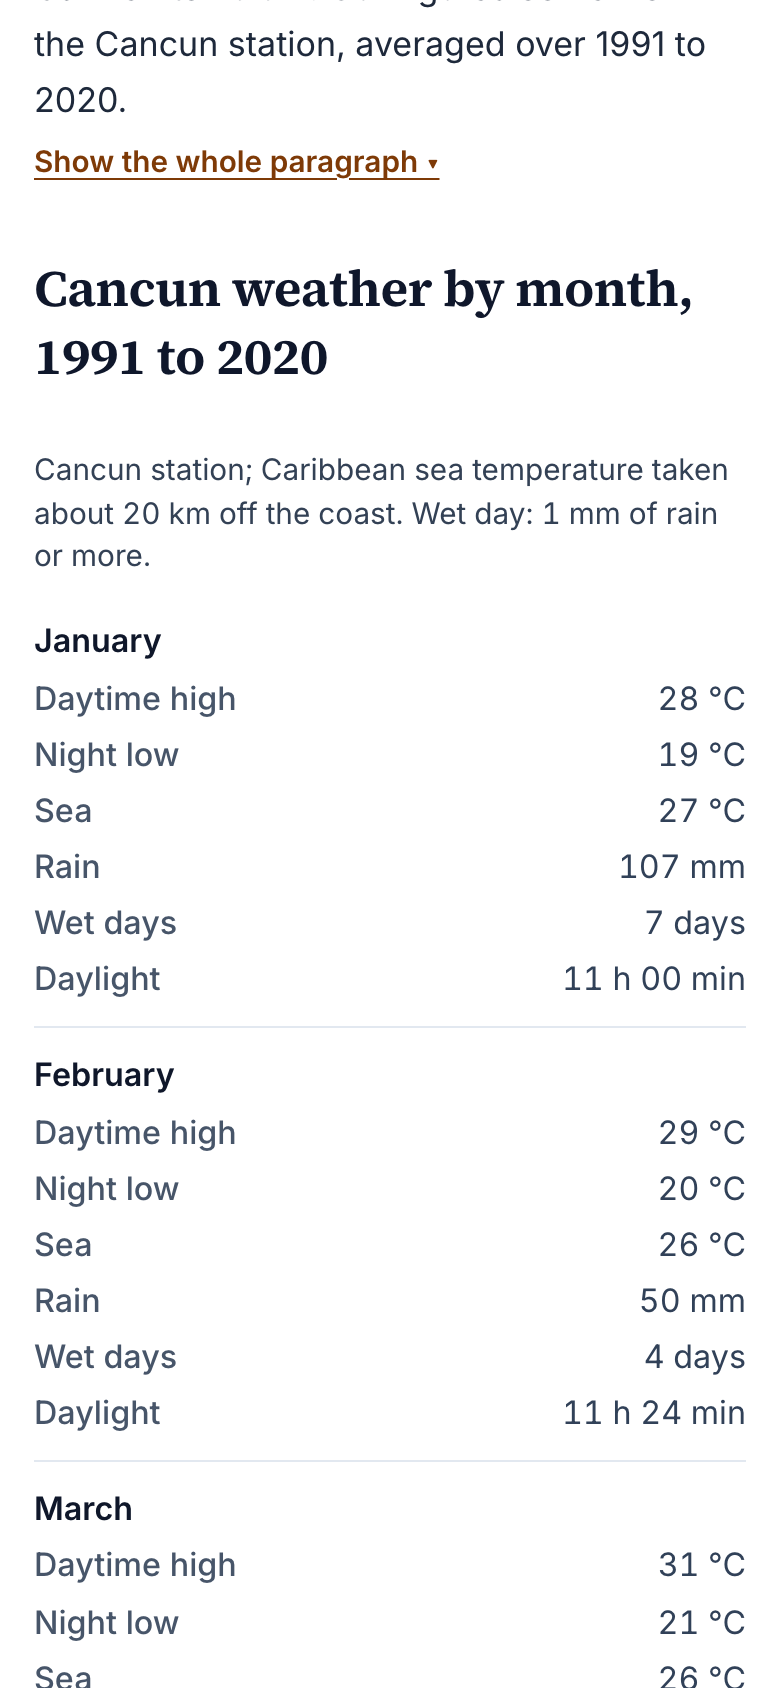 the Cancun station, averaged over 1991 to
2020.
Show the whole paragraph ▾
Cancun weather by month,
1991 to 2020
Cancun station; Caribbean sea temperature taken
about 20 km off the coast. Wet day: 1 mm of rain
or more.
January
Daytime high 28 °C
Night low 19 °C
Sea 27 °C
Rain 107 mm
Wet days 7 days
Daylight 11 h 00 min
February
Daytime high 29 °C
Night low 20 °C
Sea 26 °C
Rain 50 mm
Wet days 4 days
Daylight 11 h 24 min
March
Daytime high 31 °C
Night low 21 °C
Sea 26 °C